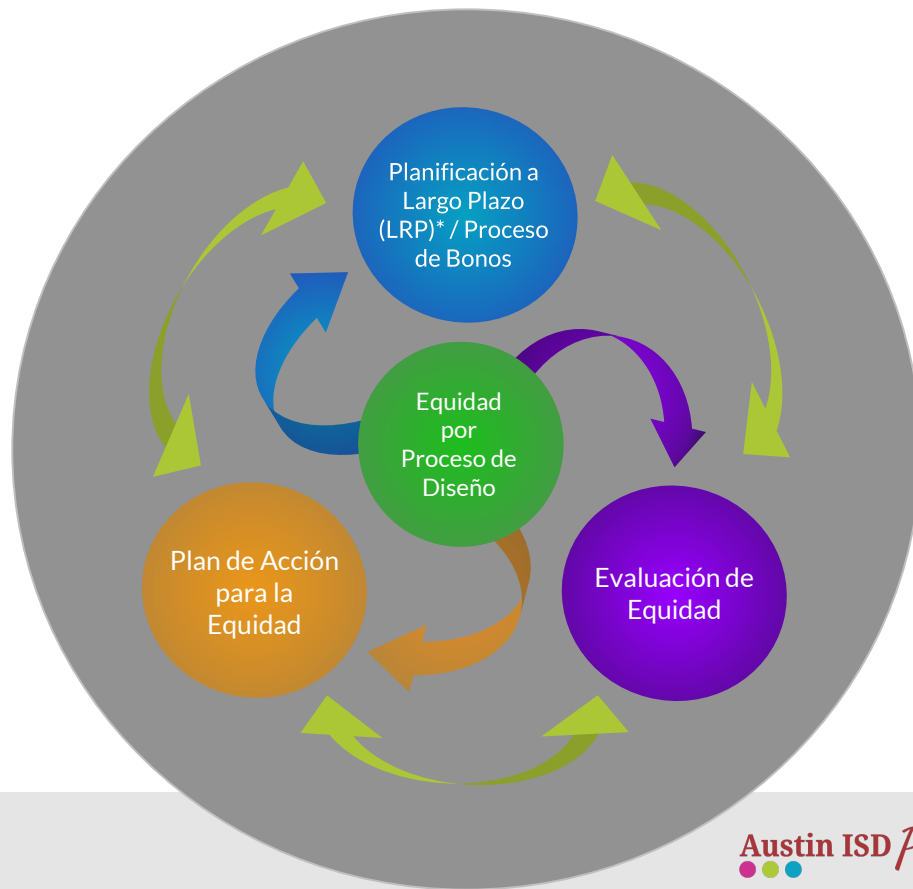 Planificación a
Largo Plazo
(LRP)* / Proceso
de Bonos
Equidad
por
Proceso de
Diseño
Plan de Acción
para la
Equidad
Evaluación de
Equidad
Austin ISD